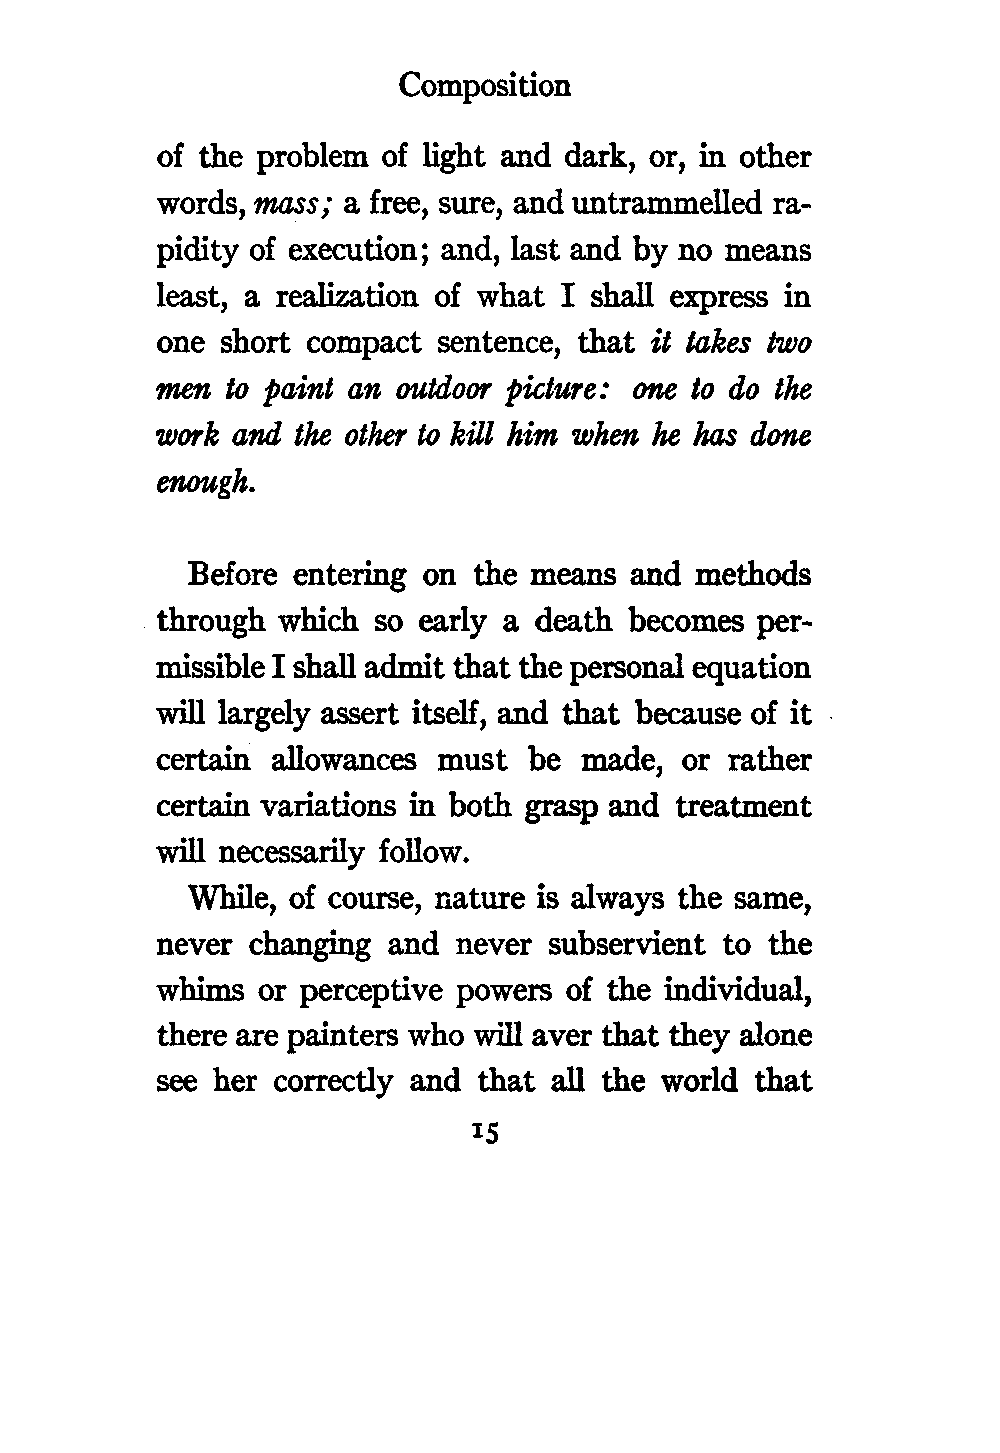 Composition
of the problem of light and dark, or, in other
words, mass; a free, sure, and untrammelled ra-
pidity of execution; and, last and by no means
least, a realization of what I shall express in
one short compact sentence, that it takes two
men to paint an outdoor picture: one to do the
work and the other to kill him when he has done
enough.
Before entering on the means and methods
through which so early a death becomes per-
missible I shall admit that the personal equation
will largely assert itself, and that because of it
certain allowances must be made, or rather
certain variations in both grasp and treatment
will necessarily follow.
While, of course, nature is always the same,
never changing and never subservient to the
whims or perceptive powers of the individual,
there are painters who will aver that they alone
see her correctly and that all the world that
15